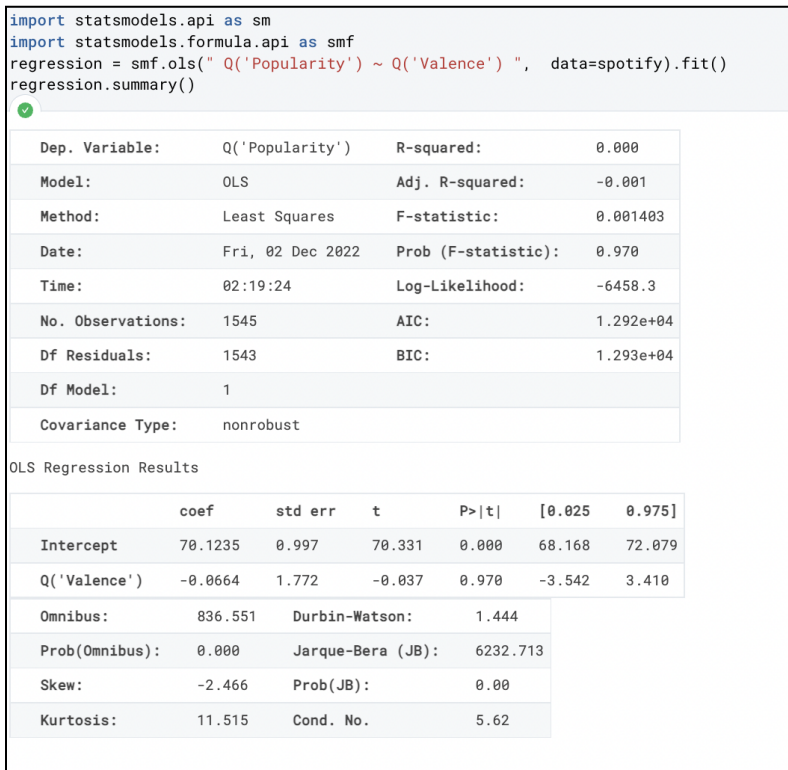 import statsmodels.api as sm
import statsmodels.formula.api as smf
regression = smf.ols(" Q('Popularity') ~ Q('Valence') ",  data=spotify).fit()
regression.summary()
Dep. Variable: Q('Popularity') R-squared: 0.000
Model: OLS Adj. R-squared: -0.001
Method: Least Squares F-statistic: 0.001403
Date: Fri, 02 Dec 2022 Prob (F-statistic): 0.970
Time: 02:19:24 Log-Likelihood: -6458.3
No. Observations: 1545 AIC: 1.292e+04
Df Residuals: 1543 BIC: 1.293e+04
Df Model: 1
Covariance Type: nonrobust
OLS Regression Results
coef std err t P>|t| [0.025 0.975]
Intercept 70.1235 0.997 70.331 0.000 68.168 72.079
Q('Valence') -0.0664 1.772 -0.037 0.970 -3.542 3.410
Omnibus: 836.551 Durbin-Watson: 1.444
Prob(Omnibus): 0.000 Jarque-Bera (JB): 6232.713
Skew: -2.466 Prob(JB): 0.00
Kurtosis: 11.515 Cond. No. 5.62